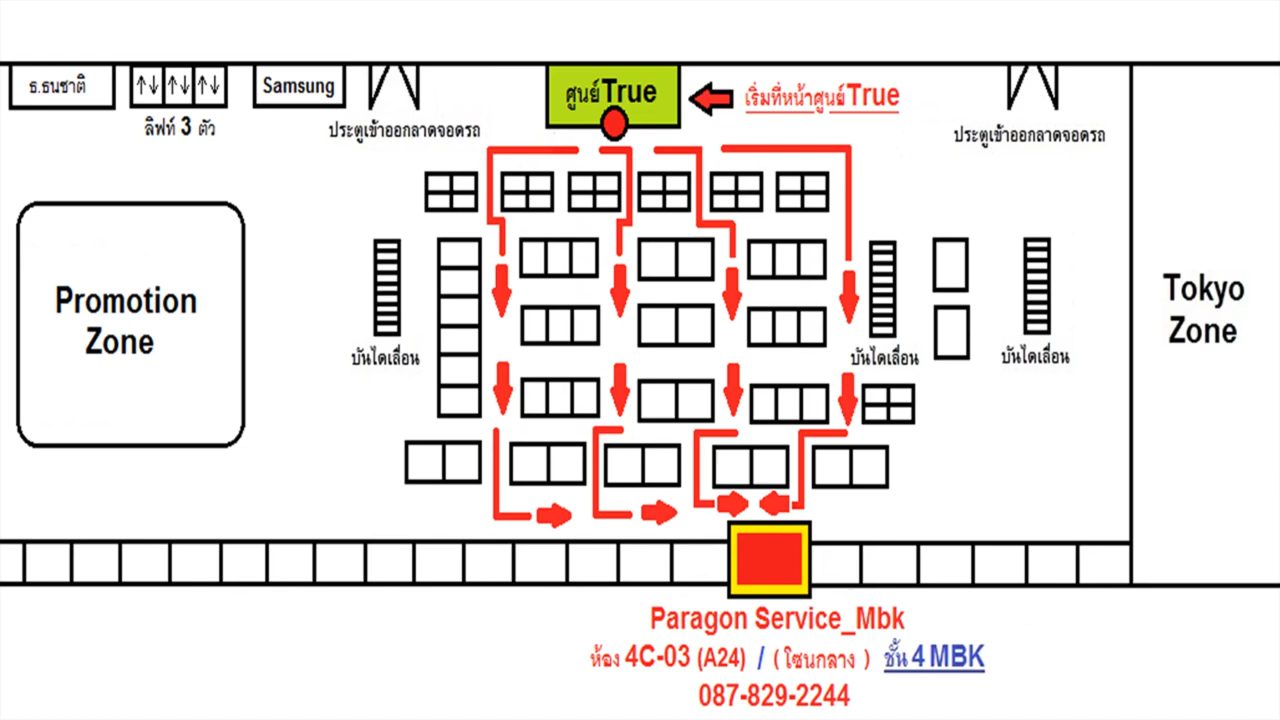 ธ.ธนชาติ
ลิฟท์ 3 ตัว
Samsung
ประตูเข้าออกลาดจอดรถ
ศูนย์ True
เริ่มที่หน้าศูนย์ True
ประตูเข้าออกลาดจอดรถ
Promotion
Zone
บันไดเลื่อน
บันไดเลื่อน
บันไดเลื่อน
Tokyo
Zone
Paragon Service_Mbk
ห้อง 4C-03 (A24) / ( โซนกลาง ) ชั้น 4 MBK
087-829-2244